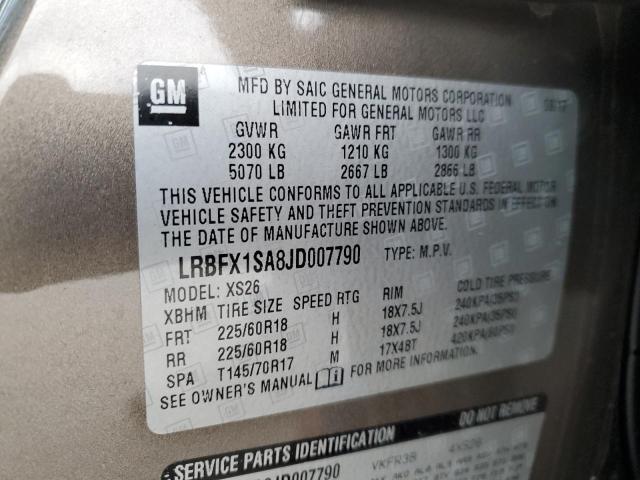 GM
MFD BY SAIC GENERAL MOTORS CORPORATION 08/17
LIMITED FOR GENERAL MOTORS LLC
GVWR GAWR FRT GAWR RR
2300 KG 1210 KG 1300 KG
5070 LB 2667 LB 2866 LB
THIS VEHICLE CONFORMS TO ALL APPLICABLE U.S. FEDERAL MOTOR
VEHICLE SAFETY AND THEFT PREVENTION STANDARDS IN EFFECT ON
THE DATE OF MANUFACTURE SHOWN ABOVE.
LRBFX1SA8JD007790 TYPE: M.P.V.
MODEL: XS26
XBHM TIRE SIZE SPEED RTG RIM COLD TIRE PRESSURE
FRT 225/60R18 H 18X7.5J 240KPA(35PSI)
RR 225/60R18 H 18X7.5J 240KPA(35PSI)
SPA T145/70R17 M 17X4BT 420KPA(60PSI)
SEE OWNER'S MANUAL FOR MORE INFORMATION.
SERVICE PARTS IDENTIFICATION DO NOT REMOVE
JD007790 VKFR38 4XS26